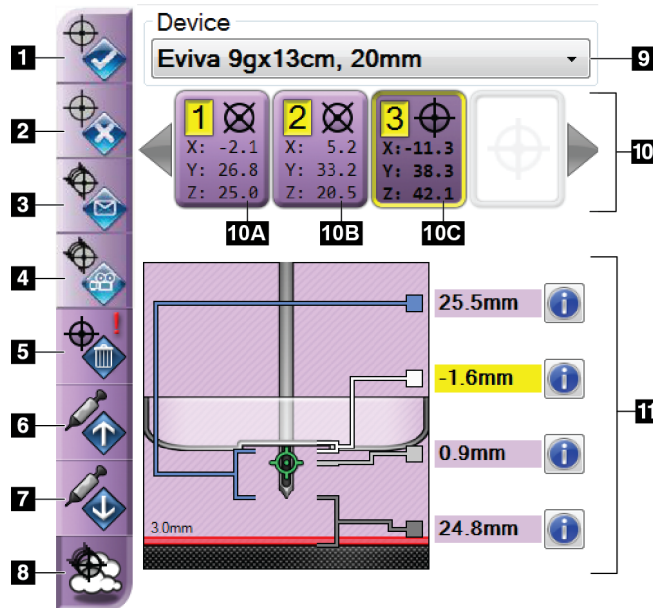 Device
1
Eviva 9gx13cm, 20mm
9
2
1
X: -2.1
Y: 26.8
Z: 25.0
2
X: 5.2
Y: 33.2
Z: 20.5
3
X:-11.3
Y: 38.3
Z: 42.1
10
3
10A
10B
10C
4
25.5mm
i
5
!
-1.6mm
i
11
6
0.9mm
i
7
3.0mm
24.8mm
i
8